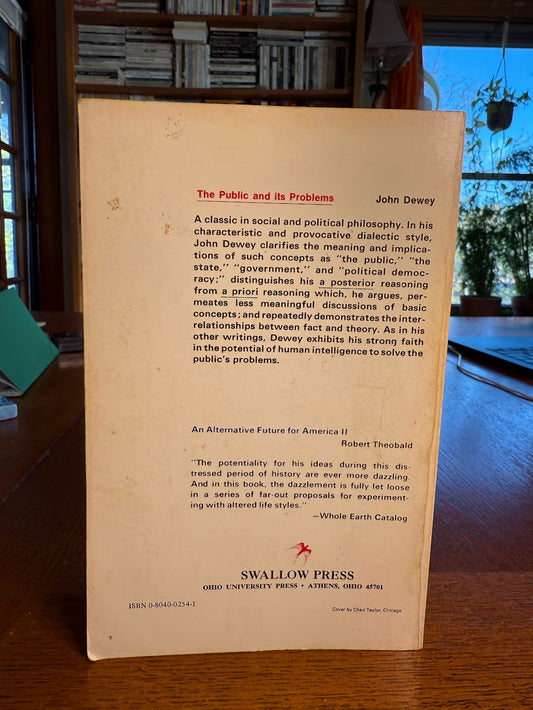 The Public and its Problems John Dewey
A classic in social and political philosophy. In his
characteristic and provocative dialectic style,
John Dewey clarifies the meaning and implica-
tions of such concepts as "the public," "the
state," "government," and "political democ-
racy;" distinguishes his a posterior reasoning
from a priori reasoning which, he argues, per-
meates less meaningful discussions of basic
concepts; and repeatedly demonstrates the inter-
relationships between fact and theory. As in his
other writings, Dewey exhibits his strong faith
in the potential of human intelligence to solve the
public's problems.
An Alternative Future for America II
Robert Theobald
"The potentiality for his ideas during this dis-
tressed period of history are ever more dazzling.
And in this book, the dazzlement is fully let loose
in a series of far-out proposals for experiment-
ing with altered life styles."
—Whole Earth Catalog
SWALLOW PRESS
OHIO UNIVERSITY PRESS • ATHENS, OHIO 45701
ISBN 0-8040-0254-1
Cover by Chad Taylor, Chicago